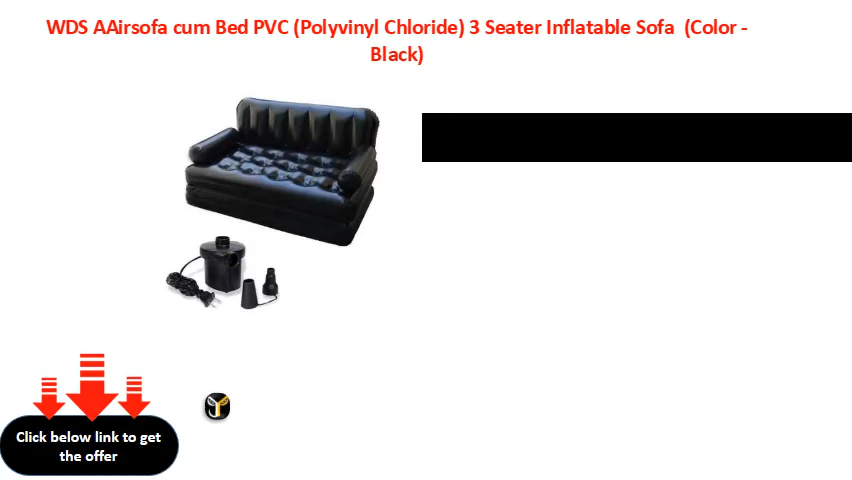 WDS AAirsofa cum Bed PVC (Polyvinyl Chloride) 3 Seater Inflatable Sofa  (Color -
Black)
Click below link to get
the offer